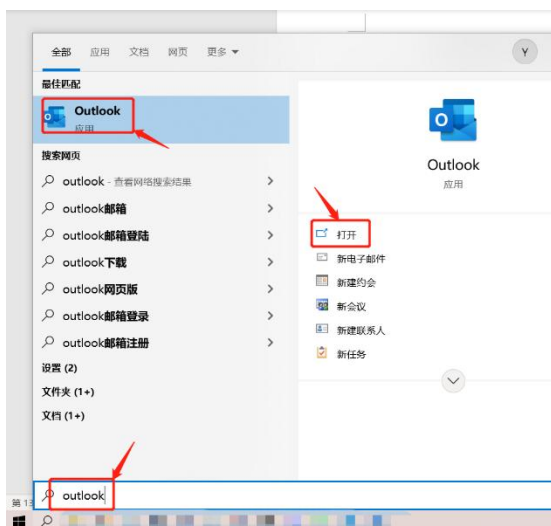 全部 应用 文档 网页 更多
Y
最佳匹配
Outlook
应用
搜索网页
outlook - 查看网络搜索结果
outlook邮箱
outlook邮箱登陆
outlook下载
outlook网页版
outlook邮箱登录
outlook邮箱注册
设置 (2)
文件夹 (1+)
文档 (1+)
Outlook
应用
打开
新电子邮件
新建约会
新会议
新建联系人
新任务
outlook